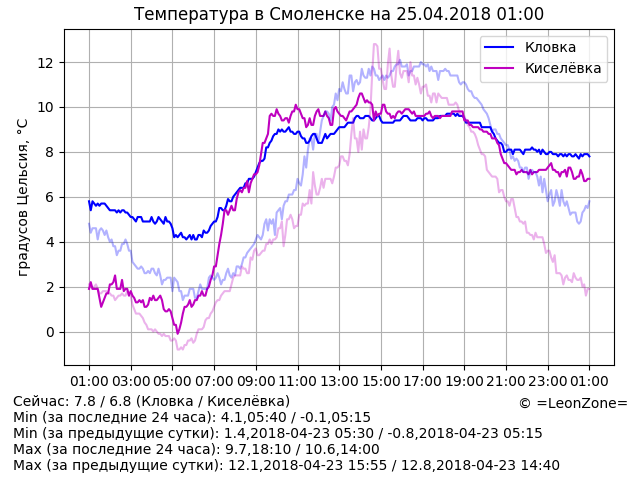 Температура в Смоленске на 25.04.2018 01:00
градусов Цельсия, °C
12
10
8
6
4
2
0
Кловка
Киселёвка
01:00 03:00 05:00 07:00 09:00 11:00 13:00 15:00 17:00 19:00 21:00 23:00 01:00
Сейчас: 7.8 / 6.8 (Кловка / Киселёвка)
© =LeonZone=
Min (за последние 24 часа): 4.1,05:40 / -0.1,05:15
Min (за предыдущие сутки): 1.4,2018-04-23 05:30 / -0.8,2018-04-23 05:15
Max (за последние 24 часа): 9.7,18:10 / 10.6,14:00
Max (за предыдущие сутки): 12.1,2018-04-23 15:55 / 12.8,2018-04-23 14:40